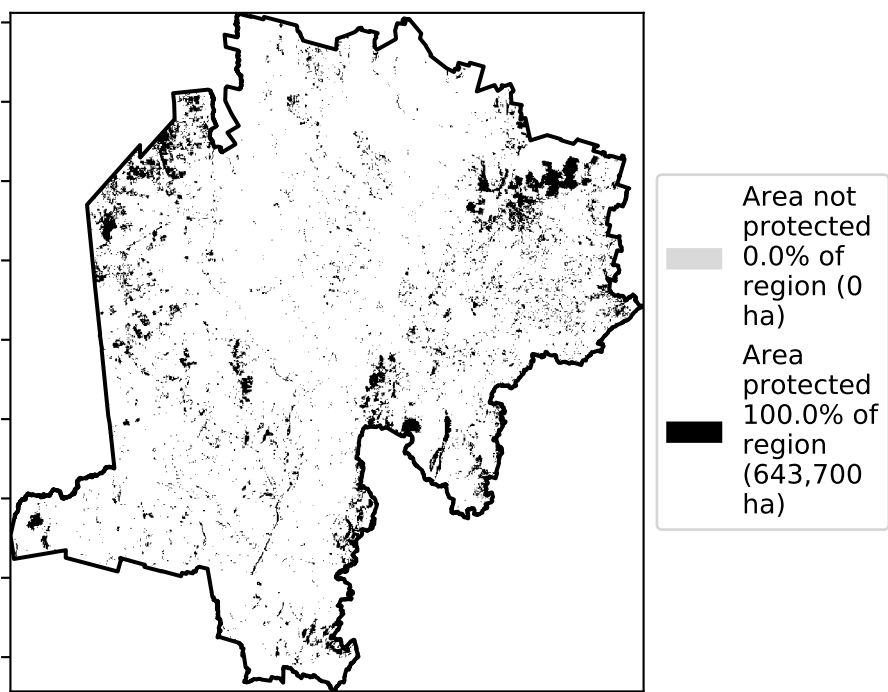 Area not
protected
0.0% of
region (0
ha)
Area
protected
100.0% of
region
(643,700
ha)